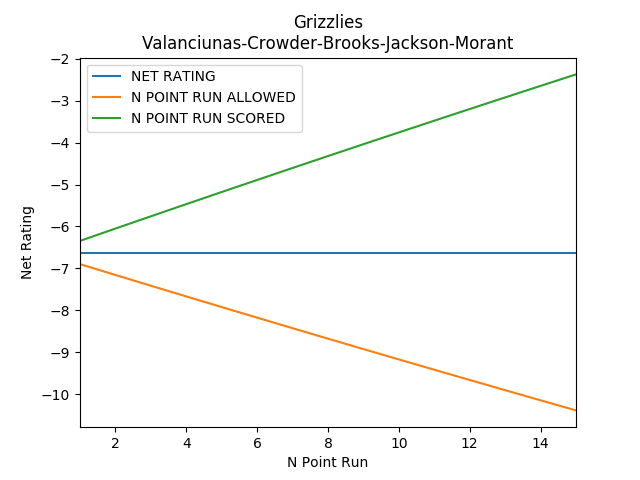 Grizzlies
Valanciunas-Crowder-Brooks-Jackson-Morant
NET RATING
N POINT RUN ALLOWED
N POINT RUN SCORED
−2
−3
−4
−5
−6
−7
−8
−9
−10
Net Rating
2 4 6 8 10 12 14
N Point Run